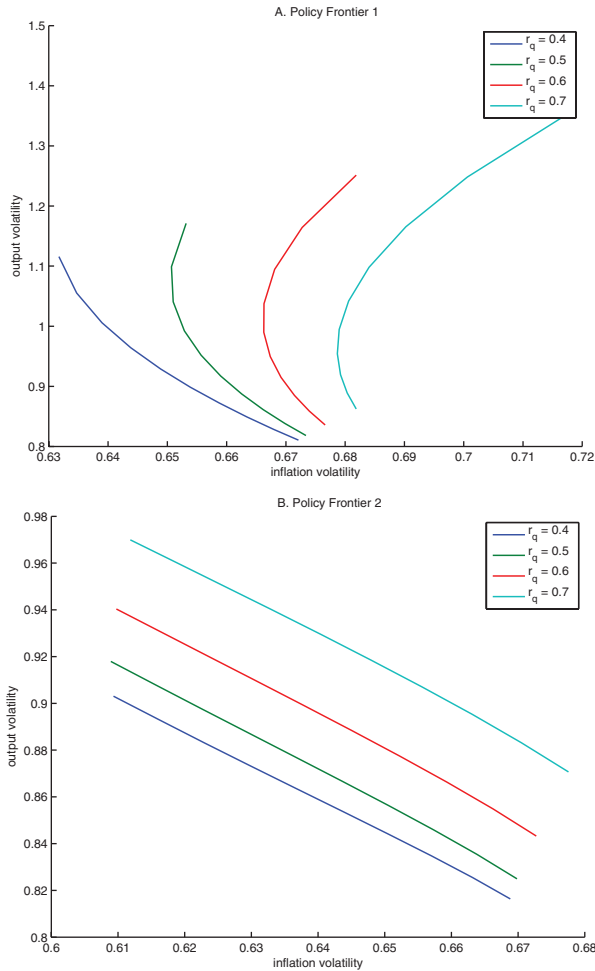 A. Policy Frontier 1
1.5
1.4
1.3
1.2
1.1
1
0.9
0.8
output volatility
r_q = 0.4
r_q = 0.5
r_q = 0.6
r_q = 0.7
0.63 0.64 0.65 0.66 0.67 0.68 0.69 0.7 0.71 0.72
inflation volatility
B. Policy Frontier 2
0.98
0.96
0.94
0.92
0.9
0.88
0.86
0.84
0.82
0.8
output volatility
r_q = 0.4
r_q = 0.5
r_q = 0.6
r_q = 0.7
0.6 0.61 0.62 0.63 0.64 0.65 0.66 0.67 0.68
inflation volatility